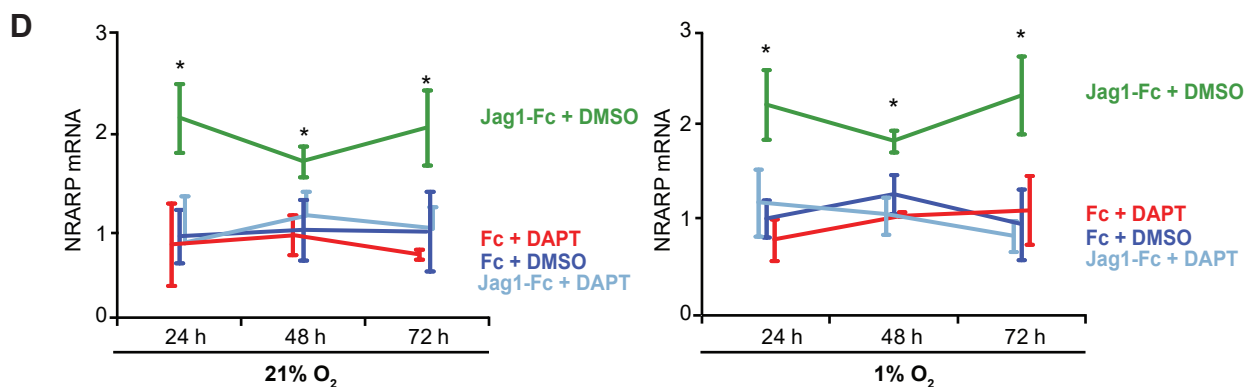 D
NRARP mRNA
3
2
1
0
*
*
*
Jag1-Fc + DMSO
Fc + DAPT
Fc + DMSO
Jag1-Fc + DAPT
24 h 48 h 72 h
21% O2
NRARP mRNA
3
2
1
0
*
*
*
Jag1-Fc + DMSO
Fc + DAPT
Fc + DMSO
Jag1-Fc + DAPT
24 h 48 h 72 h
1% O2